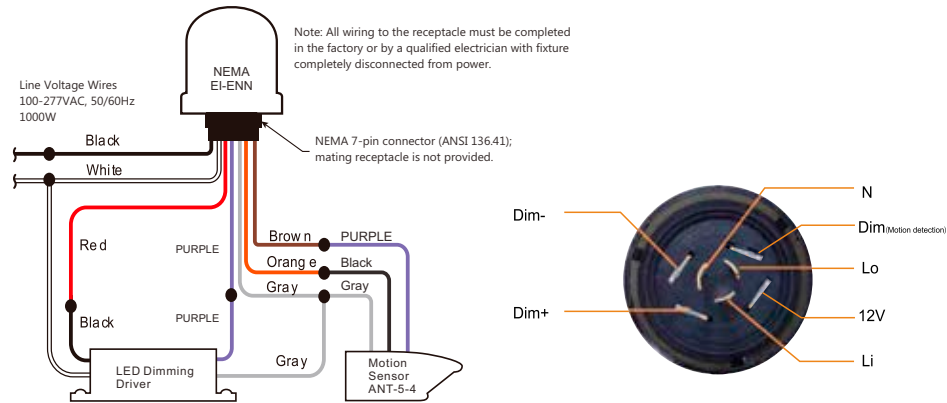 Note: All wiring to the receptacle must be completed
in the factory or by a qualified electrician with fixture
completely disconnected from power.
NEMA
EI-ENN
Line Voltage Wires
100-277VAC, 50/60Hz
1000W
Black
White
NEMA 7-pin connector (ANSI 136.41);
mating receptacle is not provided.
Red
PURPLE
Brown
PURPLE
Orange
Black
Gray
Gray
Black
PURPLE
Gray
LED Dimming
Driver
Motion
Sensor
ANT-5-4
N
Dim-
Dim(Motion detection)
Lo
Dim+
12V
Li